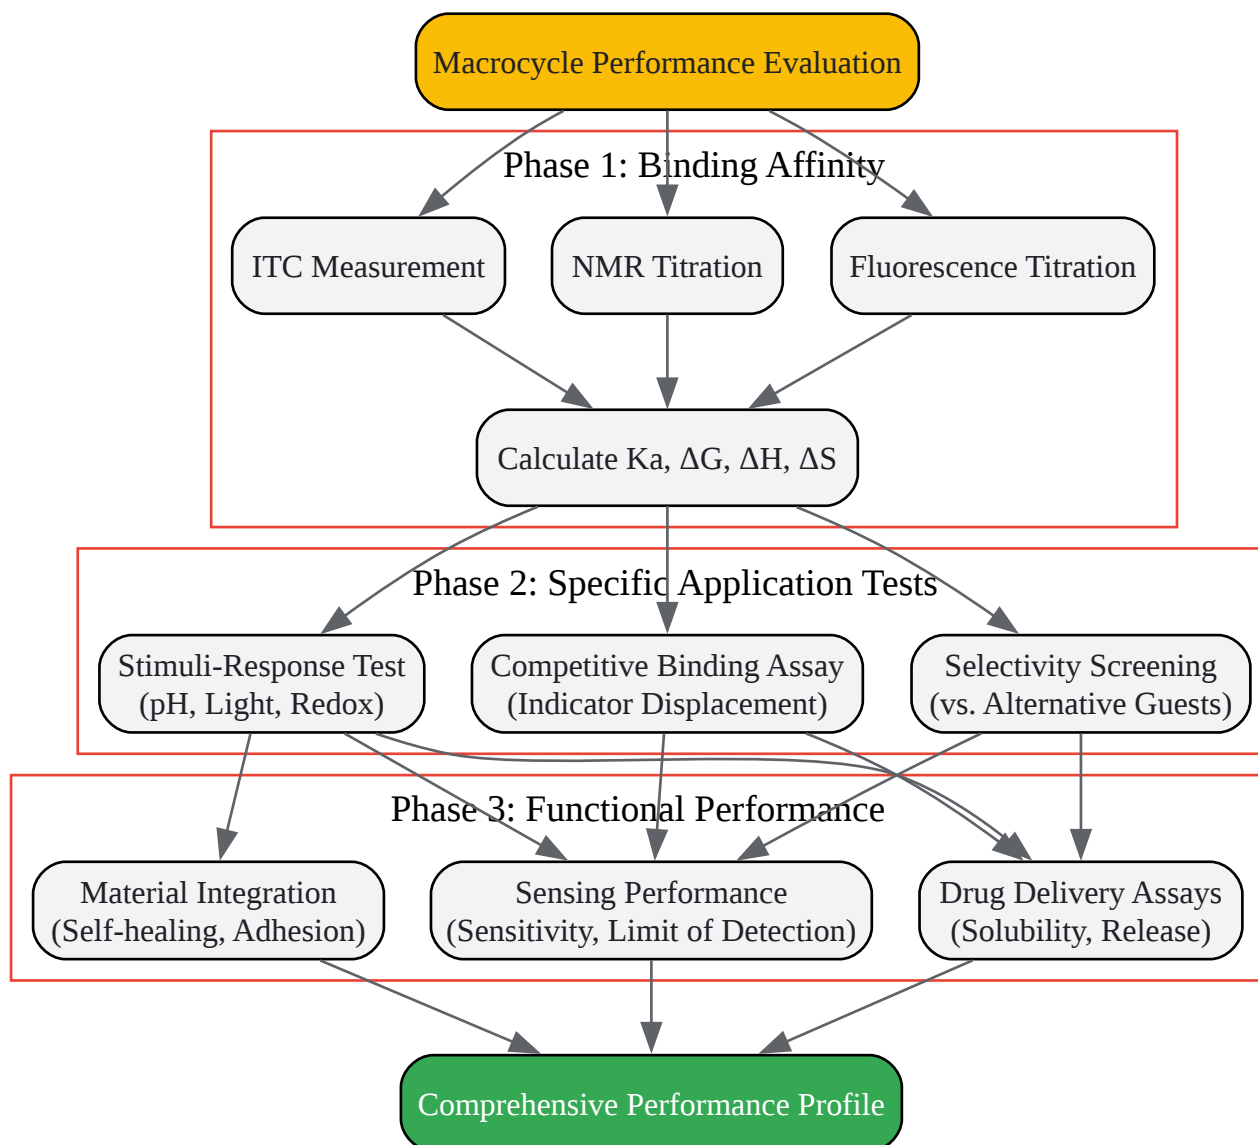 Macrocycle Performance Evaluation
Phase 1: Binding Affinity
ITC Measurement
NMR Titration
Fluorescence Titration
Calculate Ka, ΔG, ΔH, ΔS
Phase 2: Specific Application Tests
Stimuli-Response Test
(pH, Light, Redox)
Competitive Binding Assay
(Indicator Displacement)
Selectivity Screening
(vs. Alternative Guests)
Phase 3: Functional Performance
Material Integration
(Self-healing, Adhesion)
Sensing Performance
(Sensitivity, Limit of Detection)
Drug Delivery Assays
(Solubility, Release)
Comprehensive Performance Profile